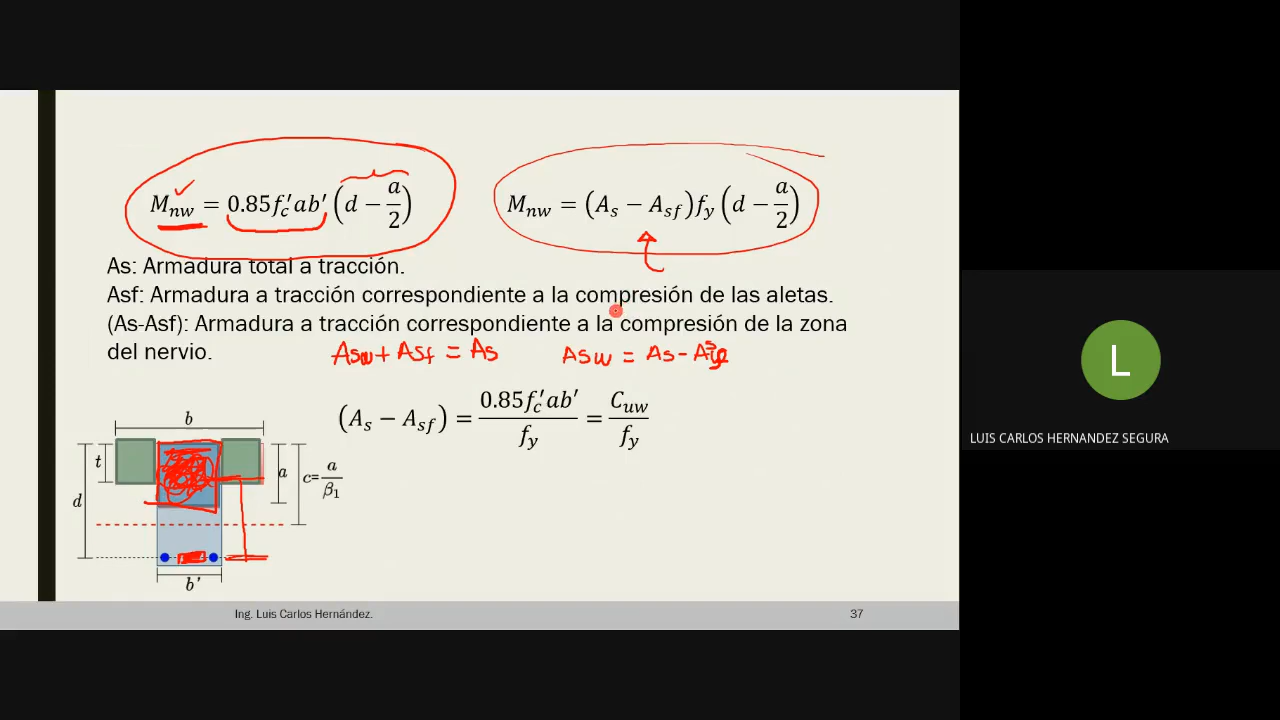 M_nw = 0.85f'_c ab' (d − a/2)
M_nw = (A_s − A_sf)f_y (d − a/2)
As: Armadura total a tracción.
Asf: Armadura a tracción correspondiente a la compresión de las aletas.
(As-Asf): Armadura a tracción correspondiente a la compresión de la zona
del nervio.
Asw + Asf = As
Asw = As −
(A_s − A_sf) = 0.85f'_c ab' / f_y = C_uw / f_y
b
t
d
a
c= a/β_1
b'
Ing. Luis Carlos Hernández.
37
L
LUIS CARLOS HERNANDEZ SEGURA